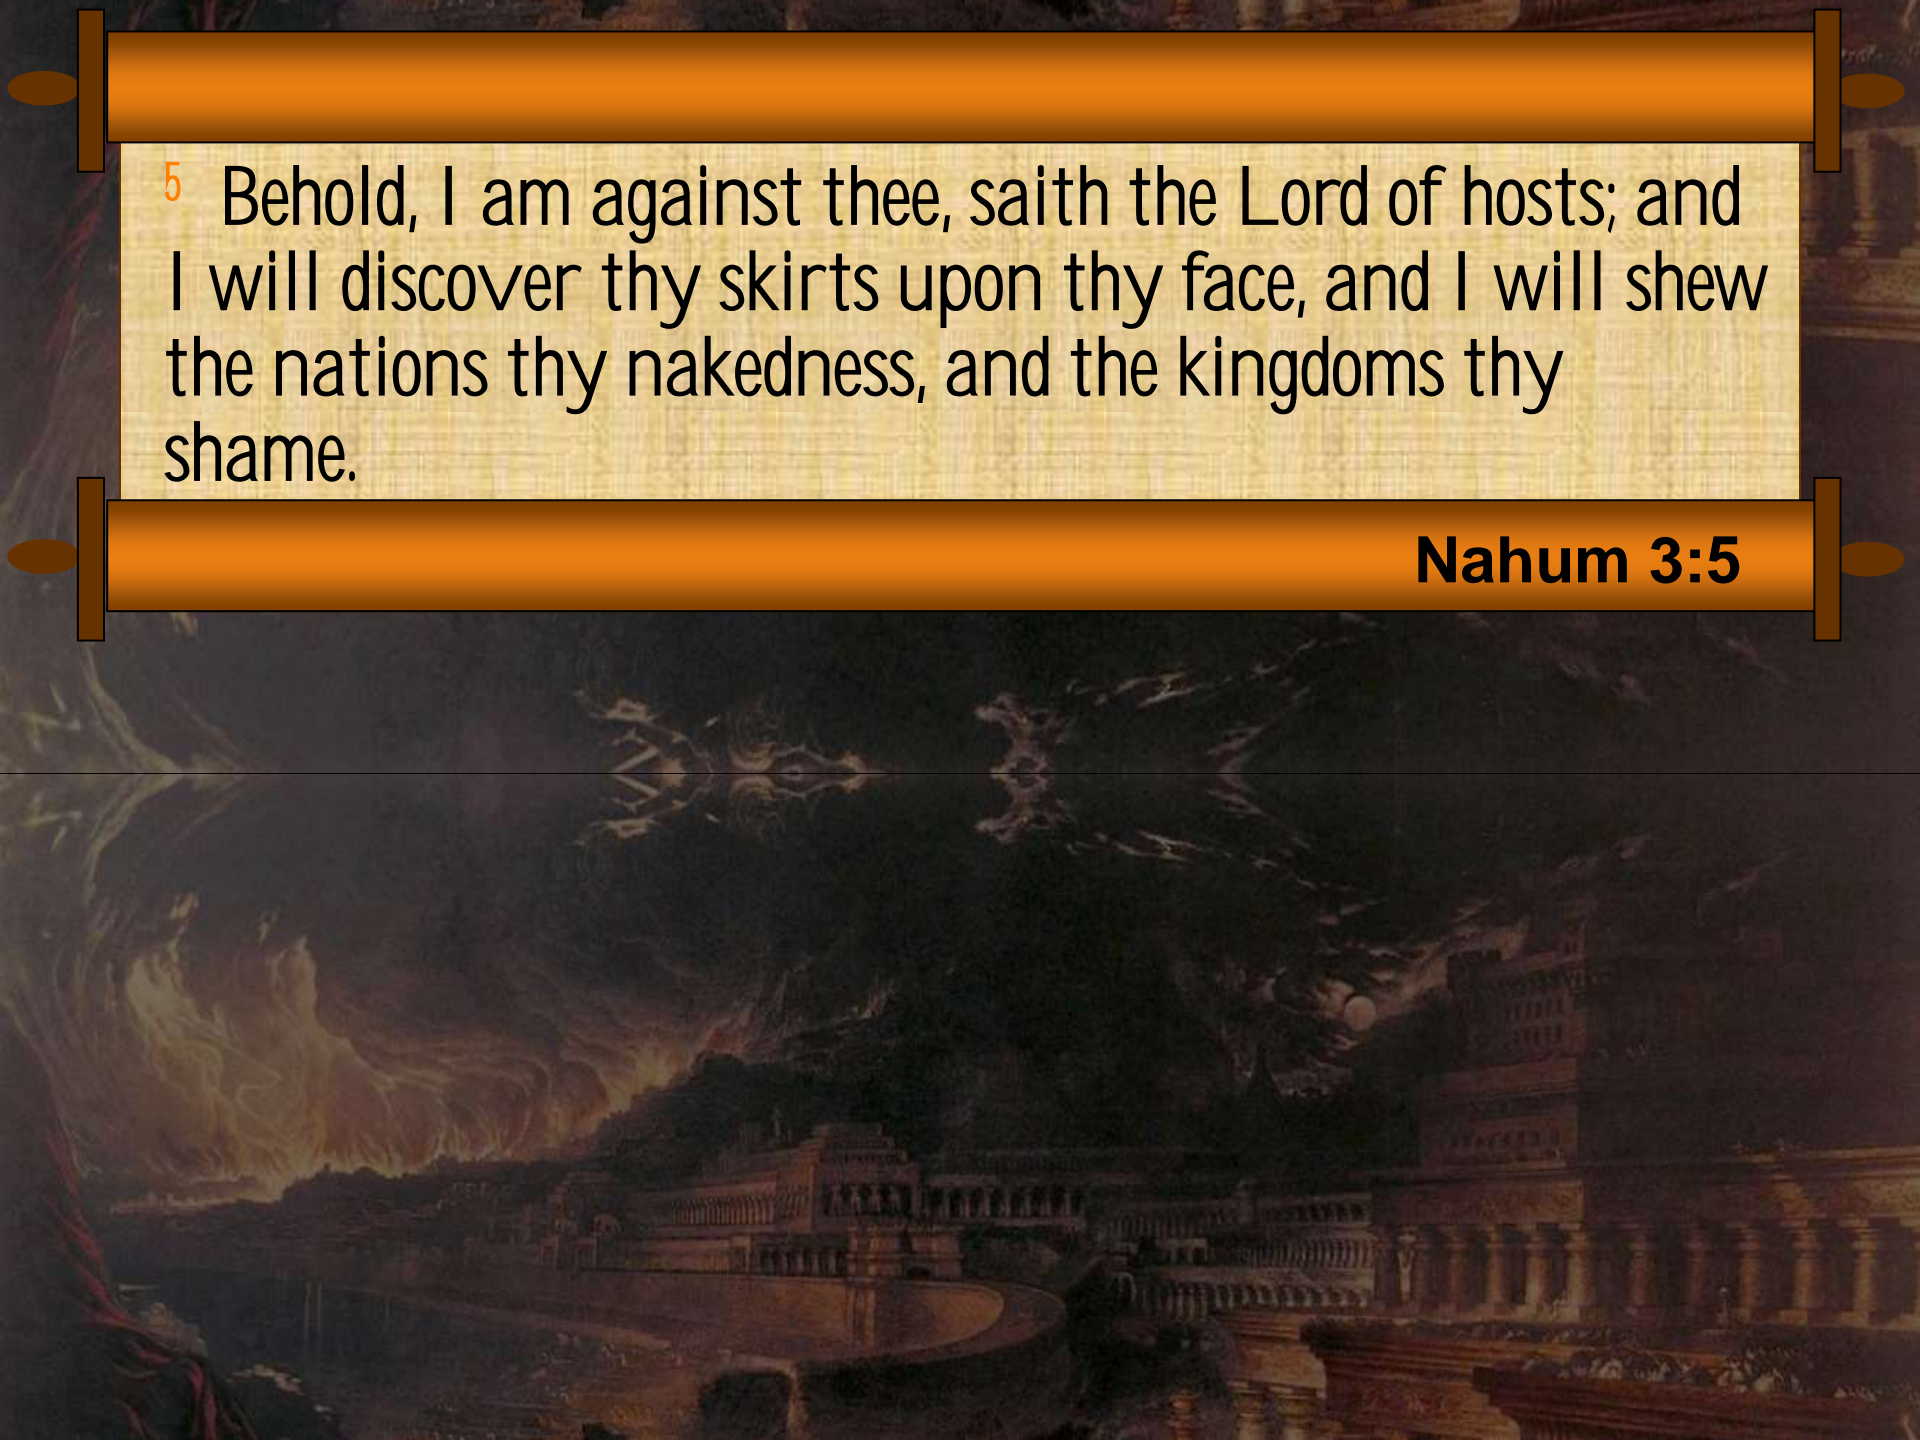 5 Behold, I am against thee, saith the Lord of hosts; and
I will discover thy skirts upon thy face, and I will shew
the nations thy nakedness, and the kingdoms thy
shame.
Nahum 3:5